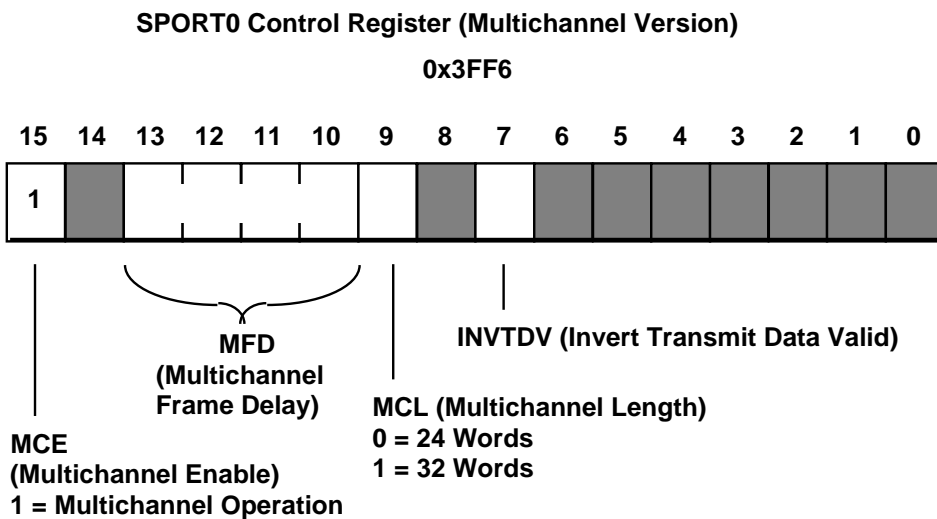 SPORT0 Control Register (Multichannel Version)
0x3FF6
15 14 13 12 11 10 9 8 7 6 5 4 3 2 1 0
1
MFD
(Multichannel
Frame Delay)
INVTDV (Invert Transmit Data Valid)
MCL (Multichannel Length)
0 = 24 Words
1 = 32 Words
MCE
(Multichannel Enable)
1 = Multichannel Operation